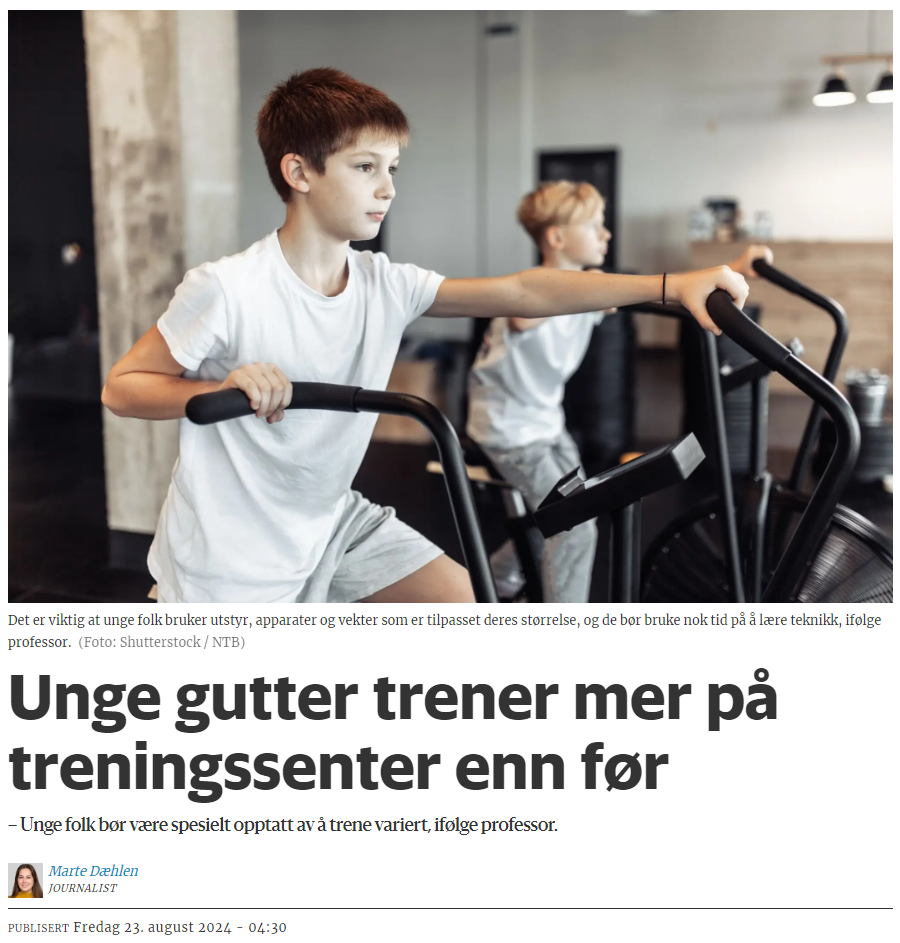 Det er viktig at unge folk bruker utstyr, apparater og vekter som er tilpasset deres størrelse, og de bør bruke nok tid på å lære teknikk, ifølge
professor. (Foto: Shutterstock / NTB)
Unge gutter trener mer på
treningssenter enn før
– Unge folk bør være spesielt opptatt av å trene variert, ifølge professor.
Marte Dæhlen
JOURNALIST
PUBLISERT Fredag 23. august 2024 - 04:30